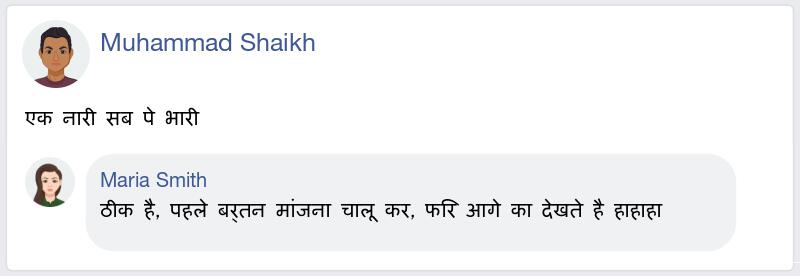 Muhammad Shaikh
एक नारी सब पे भारी
Maria Smith
ठीक है, पहले बर्तन मांजना चालू कर, फिर आगे का देखते है हाहाहा